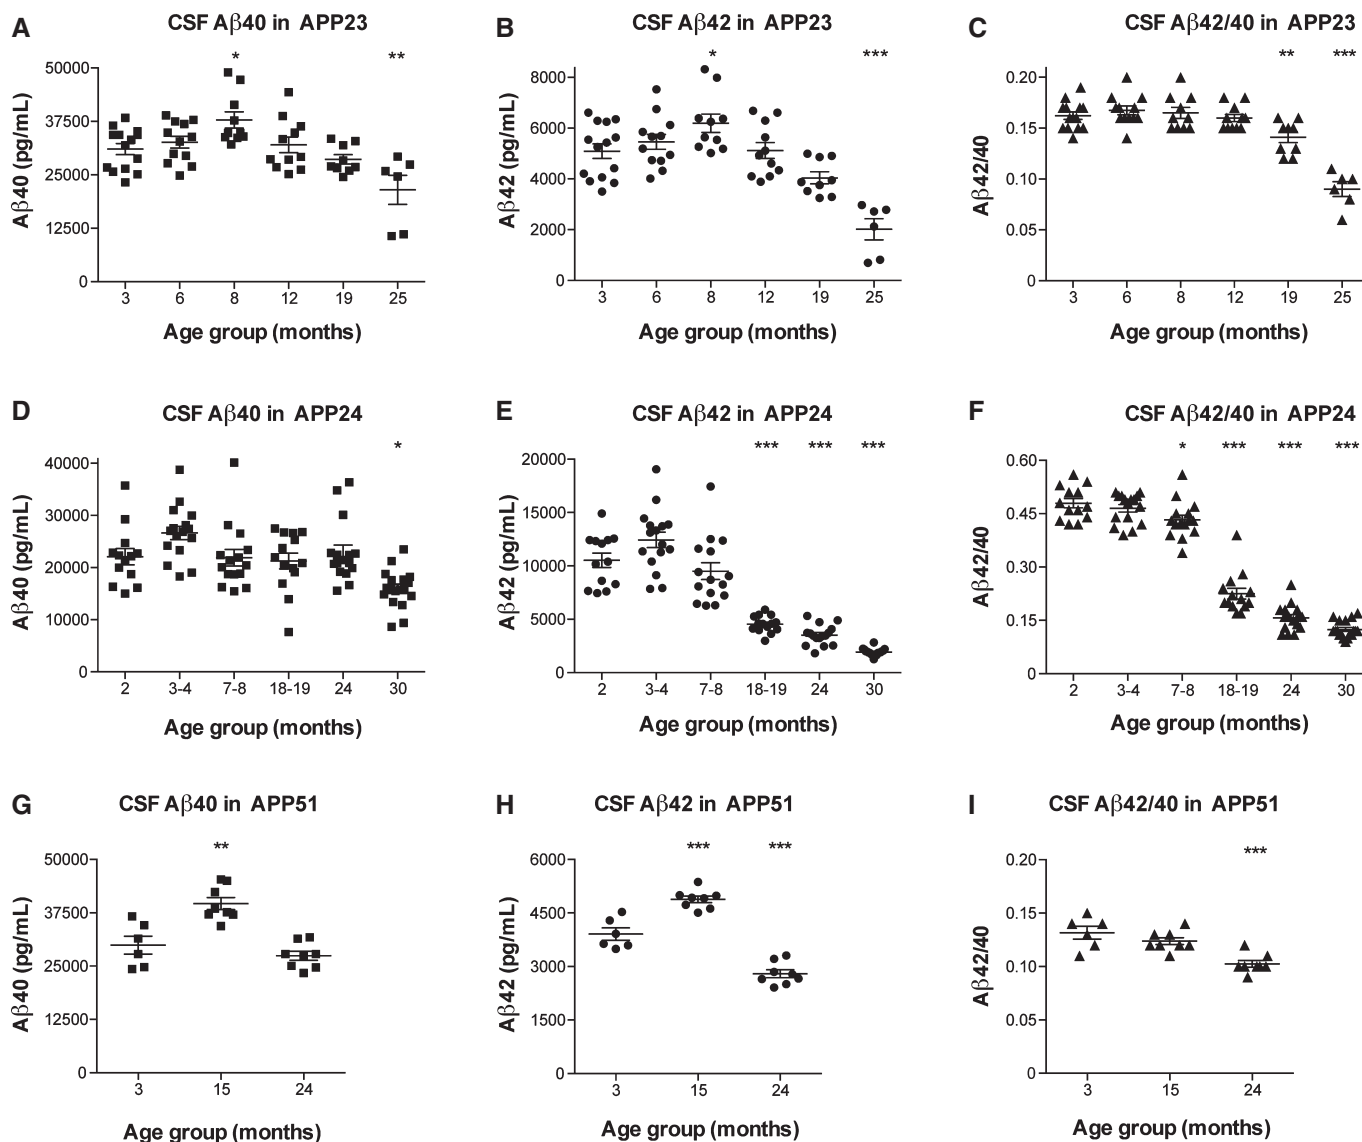 A
CSF Aβ40 in APP23
* **
Aβ40 (pg/mL)
50000
37500
25000
12500
0
3 6 8 12 19 25
Age group (months)
B
CSF Aβ42 in APP23
* ***
Aβ42 (pg/mL)
8000
6000
4000
2000
0
3 6 8 12 19 25
Age group (months)
C
CSF Aβ42/40 in APP23
** ***
Aβ42/40
0.20
0.15
0.10
0.05
0
3 6 8 12 19 25
Age group (months)
D
CSF Aβ40 in APP24
*
Aβ40 (pg/mL)
40000
30000
20000
10000
0
2 3-4 7-8 18-19 24 30
Age group (months)
E
CSF Aβ42 in APP24
*** *** ***
Aβ42 (pg/mL)
20000
15000
10000
5000
0
2 3-4 7-8 18-19 24 30
Age group (months)
F
CSF Aβ42/40 in APP24
* *** *** ***
Aβ42/40
0.60
0.45
0.30
0.15
0
2 3-4 7-8 18-19 24 30
Age group (months)
G
CSF Aβ40 in APP51
**
Aβ40 (pg/mL)
50000
37500
25000
12500
0
3 15 24
Age group (months)
H
CSF Aβ42 in APP51
*** ***
Aβ42 (pg/mL)
6000
4500
3000
1500
0
3 15 24
Age group (months)
I
CSF Aβ42/40 in APP51
***
Aβ42/40
0.20
0.15
0.10
0.05
0
3 15 24
Age group (months)